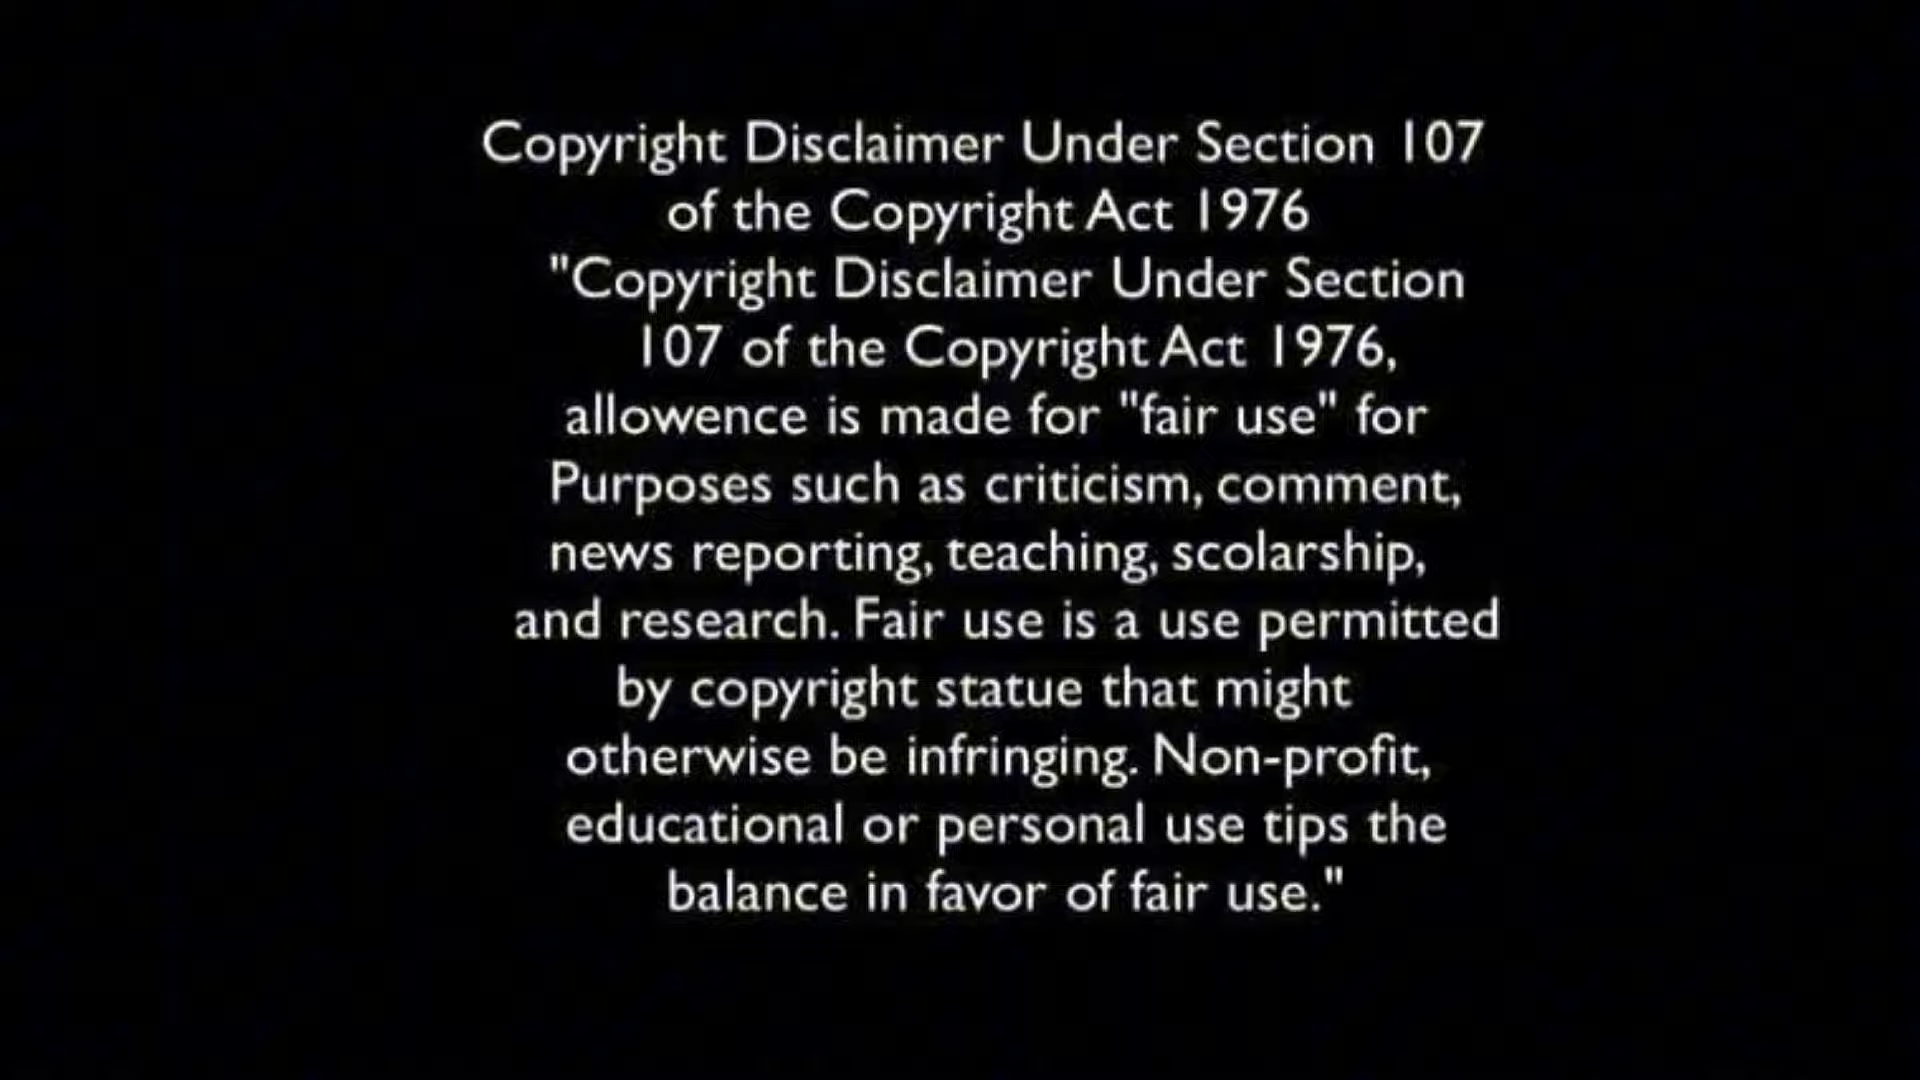 Copyright Disclaimer Under Section 107
of the Copyright Act 1976
"Copyright Disclaimer Under Section
107 of the Copyright Act 1976,
allowence is made for "fair use" for
Purposes such as criticism, comment,
news reporting, teaching, scolarship,
and research. Fair use is a use permitted
by copyright statue that might
otherwise be infringing. Non-profit,
educational or personal use tips the
balance in favor of fair use."